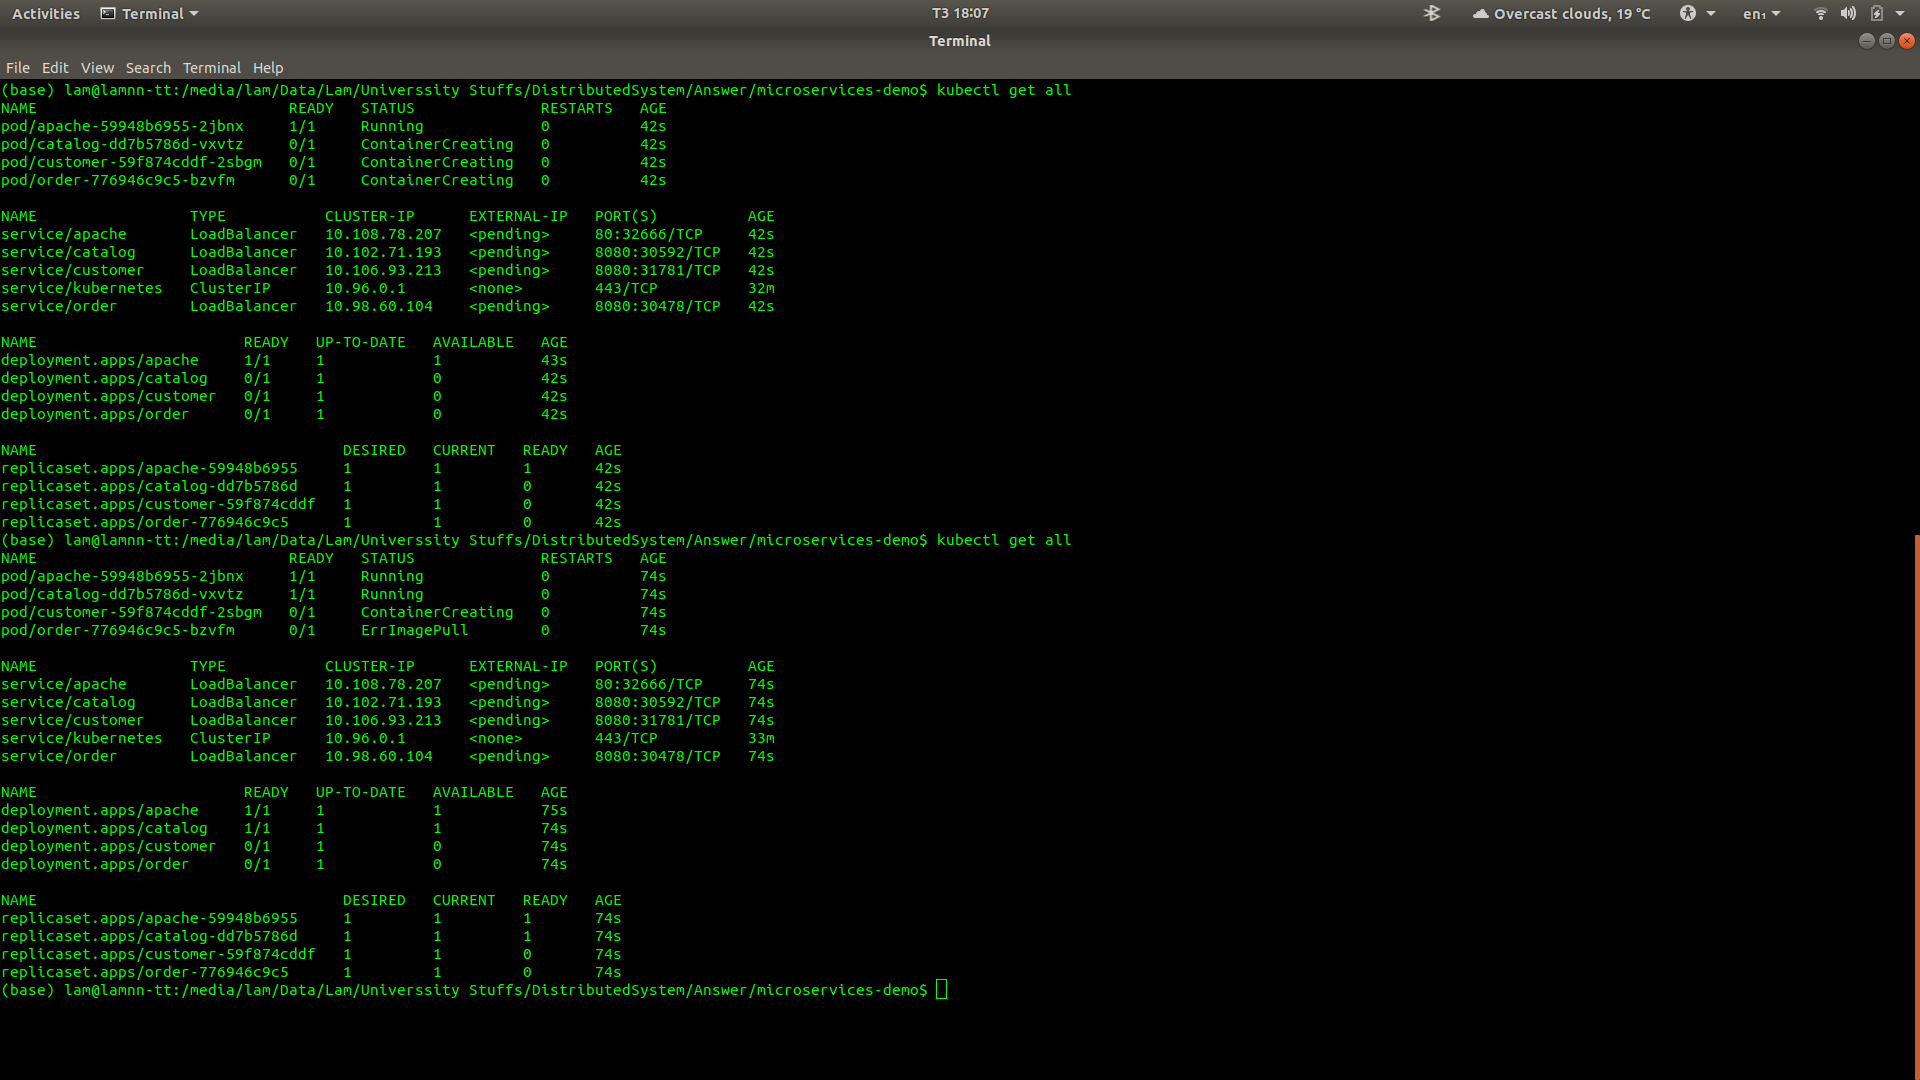 Activities Terminal T3 18:07 Overcast clouds, 19 °C en₁
Terminal
File Edit View Search Terminal Help
(base) lam@lamnn-tt:/media/lam/Data/Lam/Universsity Stuffs/DistributedSystem/Answer/microservices-demo$ kubectl get all
NAME READY STATUS RESTARTS AGE
pod/apache-59948b6955-2jbnx 1/1 Running 0 42s
pod/catalog-dd7b5786d-vxvtz 0/1 ContainerCreating 0 42s
pod/customer-59f874cddf-2sbgm 0/1 ContainerCreating 0 42s
pod/order-776946c9c5-bzvfm 0/1 ContainerCreating 0 42s
NAME TYPE CLUSTER-IP EXTERNAL-IP PORT(S) AGE
service/apache LoadBalancer 10.108.78.207 <pending> 80:32666/TCP 42s
service/catalog LoadBalancer 10.102.71.193 <pending> 8080:30592/TCP 42s
service/customer LoadBalancer 10.106.93.213 <pending> 8080:31781/TCP 42s
service/kubernetes ClusterIP 10.96.0.1 <none> 443/TCP 32m
service/order LoadBalancer 10.98.60.104 <pending> 8080:30478/TCP 42s
NAME READY UP-TO-DATE AVAILABLE AGE
deployment.apps/apache 1/1 1 1 43s
deployment.apps/catalog 0/1 1 0 42s
deployment.apps/customer 0/1 1 0 42s
deployment.apps/order 0/1 1 0 42s
NAME DESIRED CURRENT READY AGE
replicaset.apps/apache-59948b6955 1 1 1 42s
replicaset.apps/catalog-dd7b5786d 1 1 0 42s
replicaset.apps/customer-59f874cddf 1 1 0 42s
replicaset.apps/order-776946c9c5 1 1 0 42s
(base) lam@lamnn-tt:/media/lam/Data/Lam/Universsity Stuffs/DistributedSystem/Answer/microservices-demo$ kubectl get all
NAME READY STATUS RESTARTS AGE
pod/apache-59948b6955-2jbnx 1/1 Running 0 74s
pod/catalog-dd7b5786d-vxvtz 1/1 Running 0 74s
pod/customer-59f874cddf-2sbgm 0/1 ContainerCreating 0 74s
pod/order-776946c9c5-bzvfm 0/1 ErrImagePull 0 74s
NAME TYPE CLUSTER-IP EXTERNAL-IP PORT(S) AGE
service/apache LoadBalancer 10.108.78.207 <pending> 80:32666/TCP 74s
service/catalog LoadBalancer 10.102.71.193 <pending> 8080:30592/TCP 74s
service/customer LoadBalancer 10.106.93.213 <pending> 8080:31781/TCP 74s
service/kubernetes ClusterIP 10.96.0.1 <none> 443/TCP 33m
service/order LoadBalancer 10.98.60.104 <pending> 8080:30478/TCP 74s
NAME READY UP-TO-DATE AVAILABLE AGE
deployment.apps/apache 1/1 1 1 75s
deployment.apps/catalog 1/1 1 1 74s
deployment.apps/customer 0/1 1 0 74s
deployment.apps/order 0/1 1 0 74s
NAME DESIRED CURRENT READY AGE
replicaset.apps/apache-59948b6955 1 1 1 74s
replicaset.apps/catalog-dd7b5786d 1 1 1 74s
replicaset.apps/customer-59f874cddf 1 1 0 74s
replicaset.apps/order-776946c9c5 1 1 0 74s
(base) lam@lamnn-tt:/media/lam/Data/Lam/Universsity Stuffs/DistributedSystem/Answer/microservices-demo$